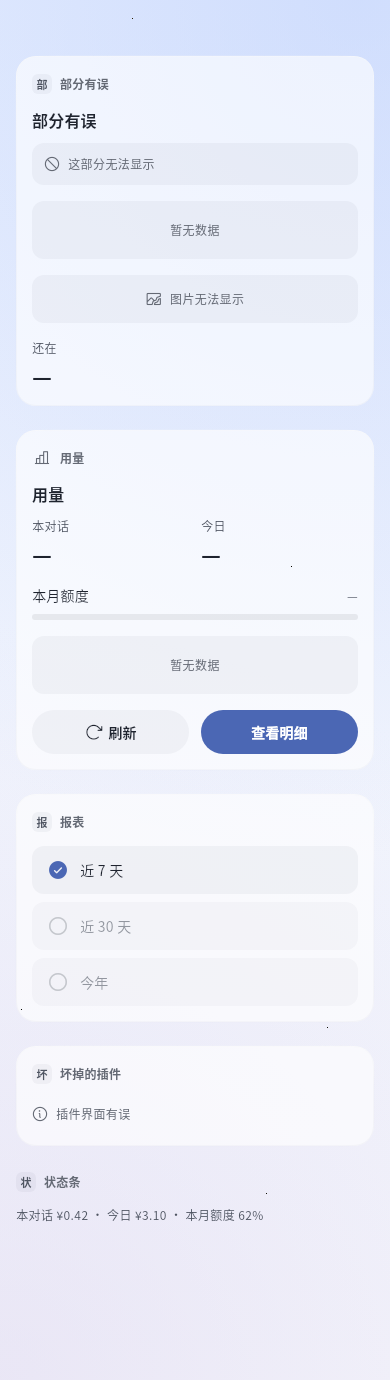 部 部分有误
部分有误
这部分无法显示
暂无数据
图片无法显示
还在
—
用量
用量
本对话 今日
— —
本月额度 —
暂无数据
刷新 查看明细
报 报表
近 7 天
近 30 天
今年
坏 坏掉的插件
插件界面有误
状 状态条
本对话 ¥0.42 · 今日 ¥3.10 · 本月额度 62%